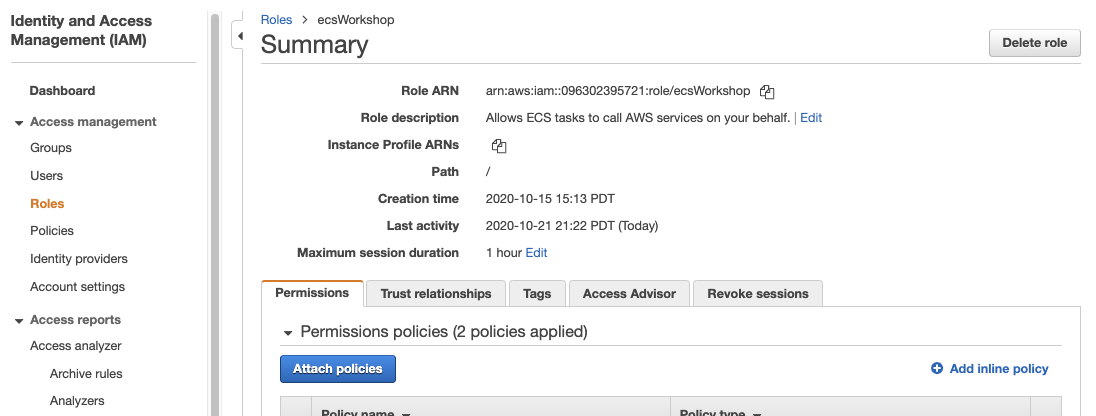 Identity and Access
Management (IAM)
Dashboard
Access management
Groups
Users
Roles
Policies
Identity providers
Account settings
Access reports
Access analyzer
Archive rules
Analyzers
Roles > ecsWorkshop
Summary
Delete role
Role ARN arn:aws:iam::096302395721:role/ecsWorkshop
Role description Allows ECS tasks to call AWS services on your behalf. | Edit
Instance Profile ARNs
Path /
Creation time 2020-10-15 15:13 PDT
Last activity 2020-10-21 21:22 PDT (Today)
Maximum session duration 1 hour Edit
Permissions Trust relationships Tags Access Advisor Revoke sessions
Permissions policies (2 policies applied)
Attach policies Add inline policy
Policy name Policy type